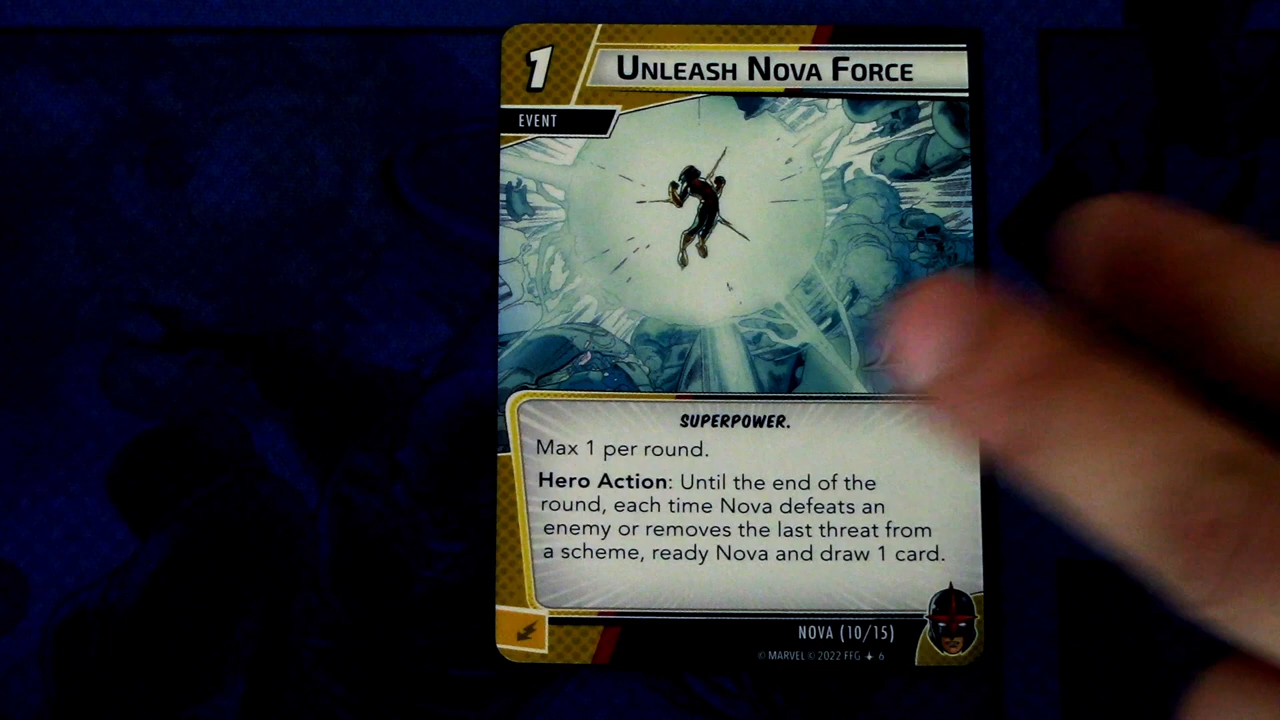 1
UNLEASH NOVA FORCE
EVENT
SUPERPOWER.
Max 1 per round.
Hero Action: Until the end of the
round, each time Nova defeats an
enemy or removes the last threat from
a scheme, ready Nova and draw 1 card.
NOVA (10/15)
© MARVEL © 2022 FFG 6